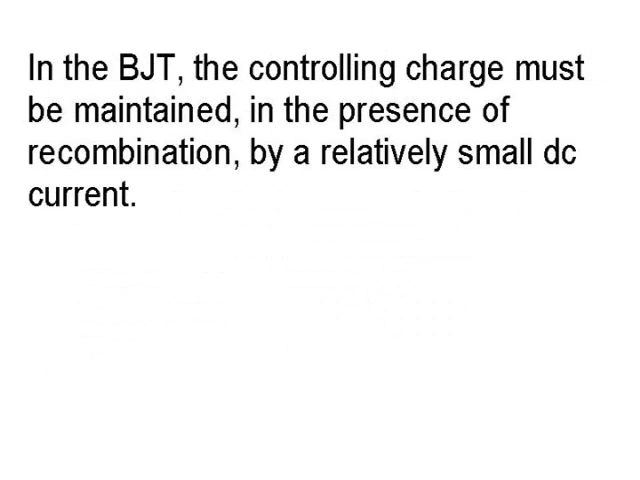 In the BJT, the controlling charge must
be maintained, in the presence of
recombination, by a relatively small dc
current.